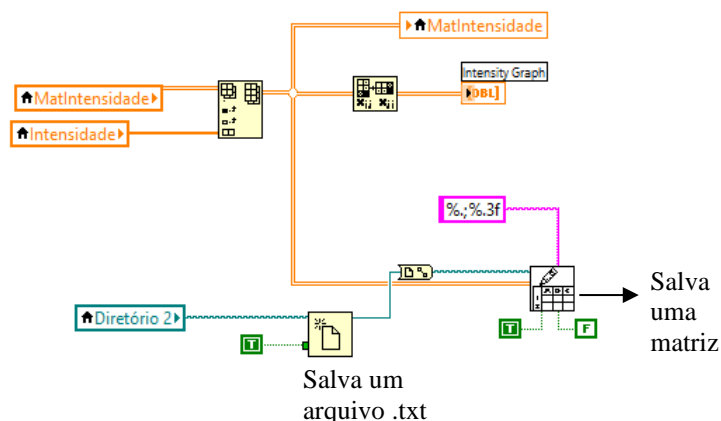 MatIntensidade
Intensity Graph
DBL]
MatIntensidade
Intensidade
%.;%.3f
Diretório 2
T
T
F
Salva
uma
matriz
Salva um
arquivo .txt